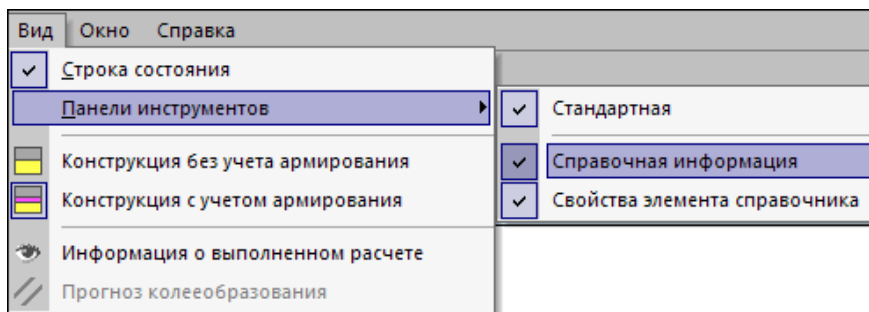 Вид Окно Справка
Строка состояния
Панели инструментов
Стандартная
Конструкция без учета армирования
Справочная информация
Конструкция с учетом армирования
Свойства элемента справочника
Информация о выполненном расчете
Прогноз колееобразования